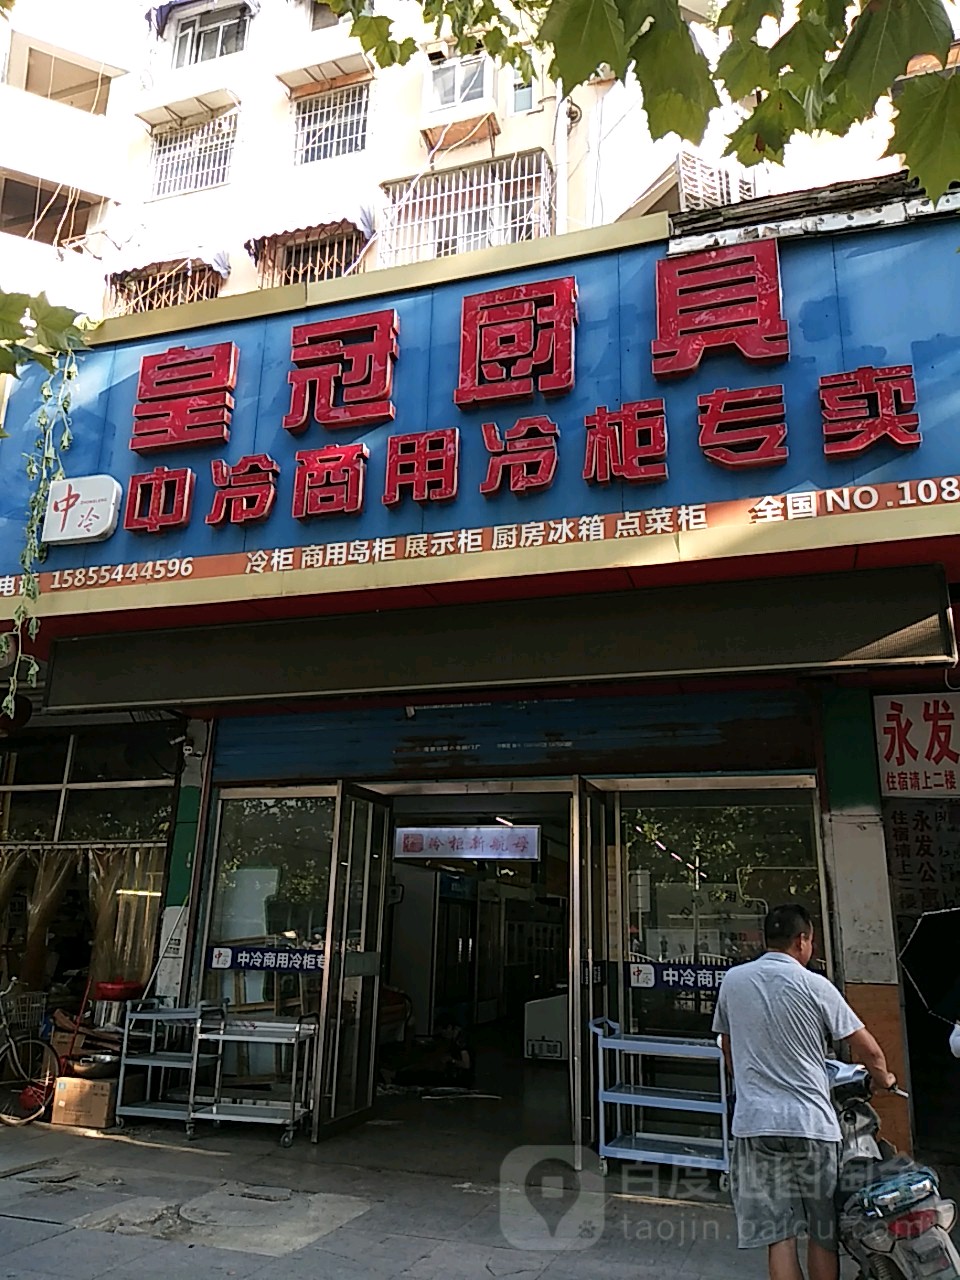 皇冠厨具
中冷商用冷柜专卖
中冷
15855444596 冷柜 商用岛柜 展示柜 厨房冰箱 点菜柜 全国NO.108
冷柜新航母
永发
住宿请上二楼
永发公寓
住宿请上二楼
中冷商用冷柜专
中冷商用
百度地图淘金
taojin.baidu.com